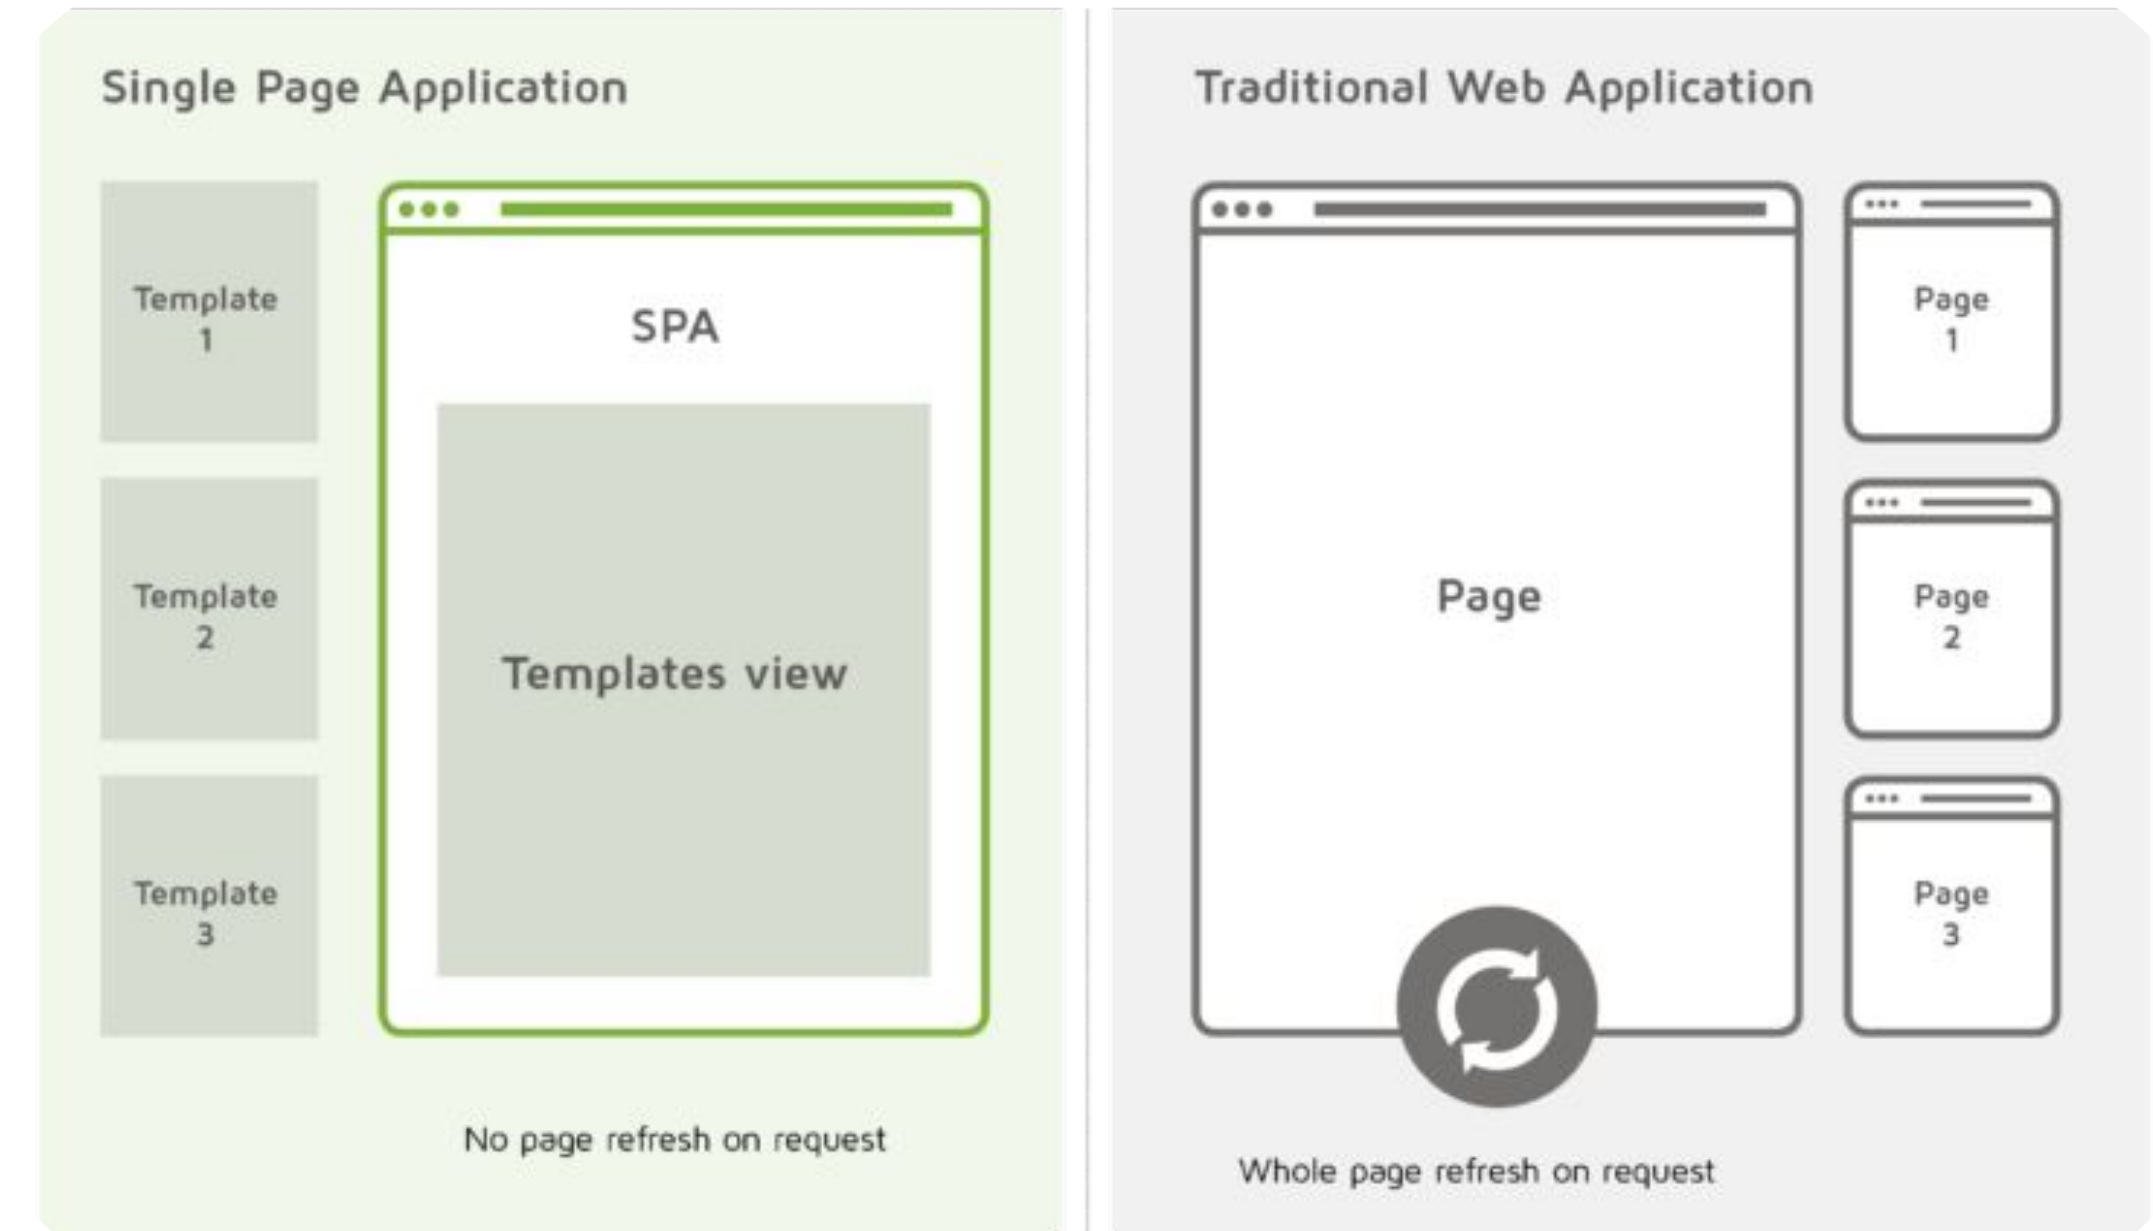 Single Page Application
Template
1
Template
2
Template
3
SPA
Templates view
No page refresh on request
Traditional Web Application
Page
Page
1
Page
2
Page
3
Whole page refresh on request